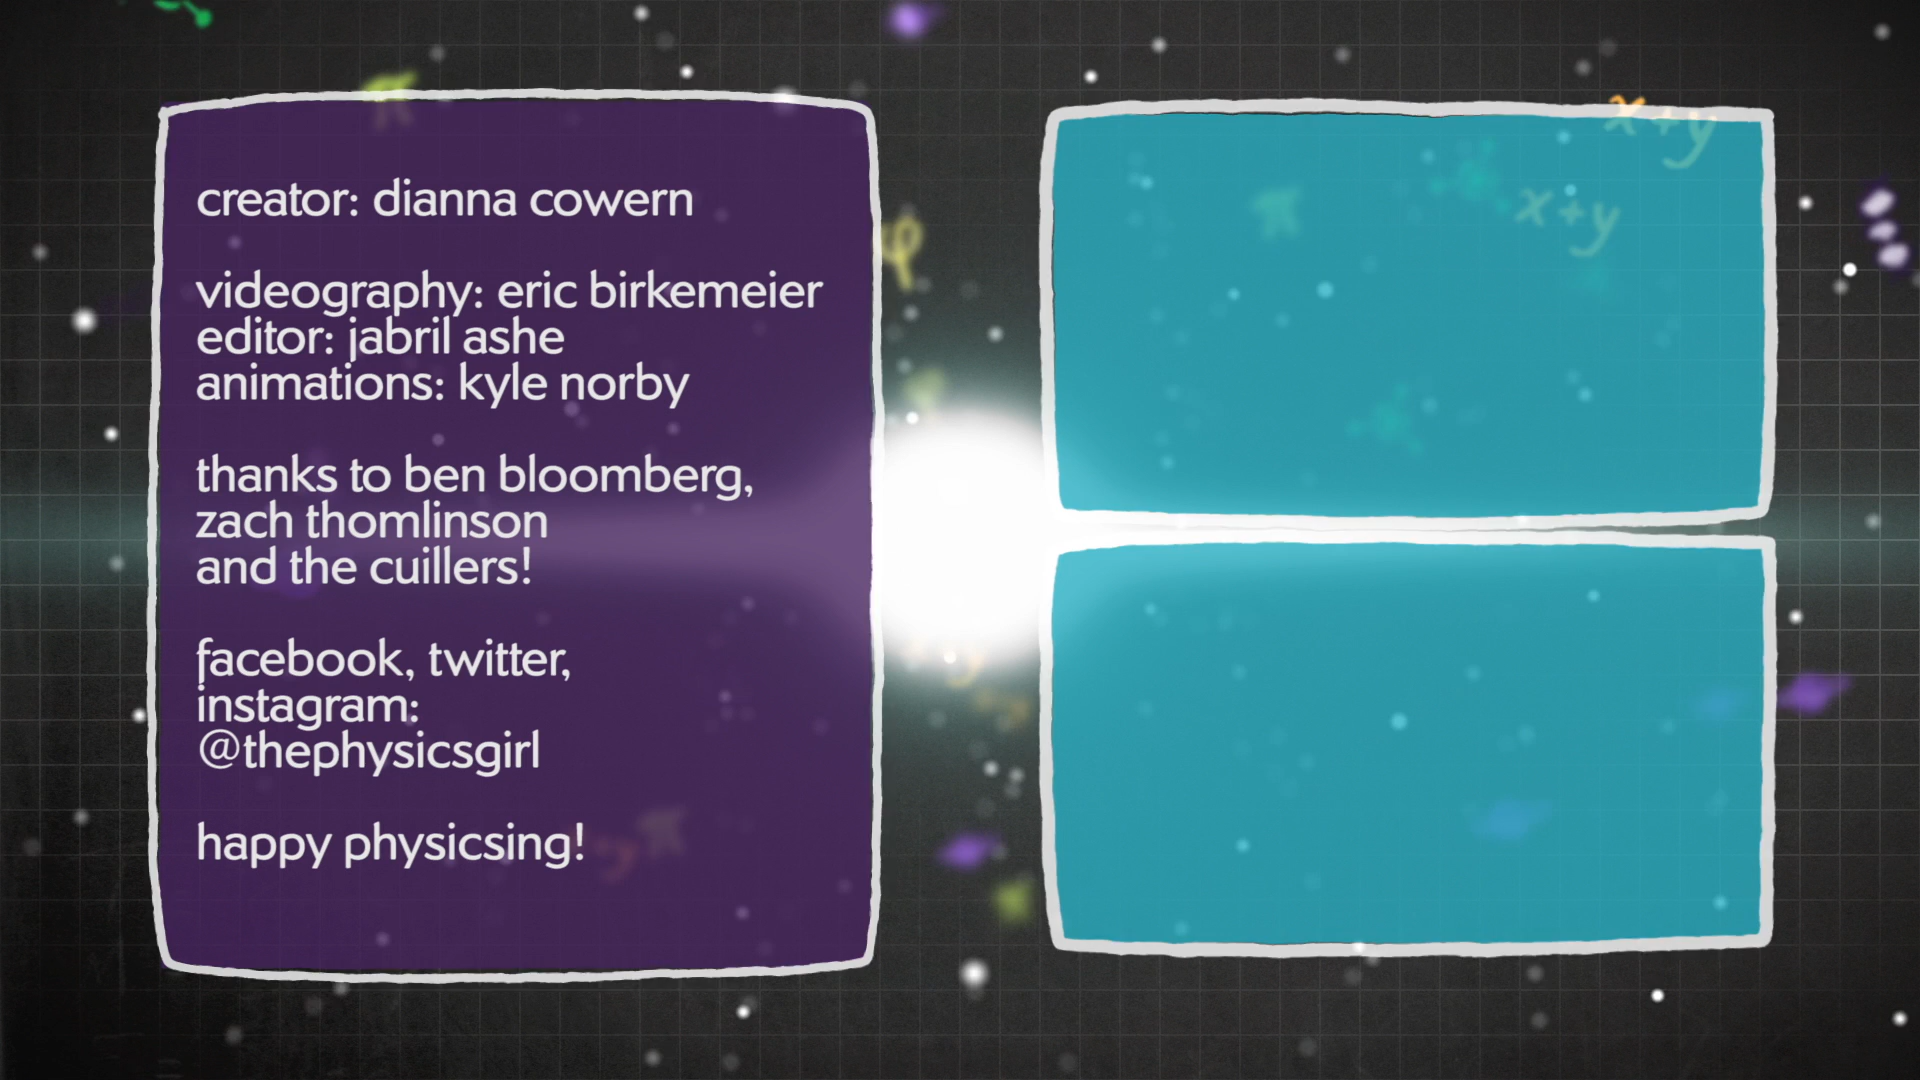 creator: dianna cowern
videography: eric birkemeier
editor: jabril ashe
animations: kyle norby
thanks to ben bloomberg,
zach thomlinson
and the cuillers!
facebook, twitter,
instagram:
@thephysicsgirl
happy physicsing!
x+y
x+y
π
φ
π
π